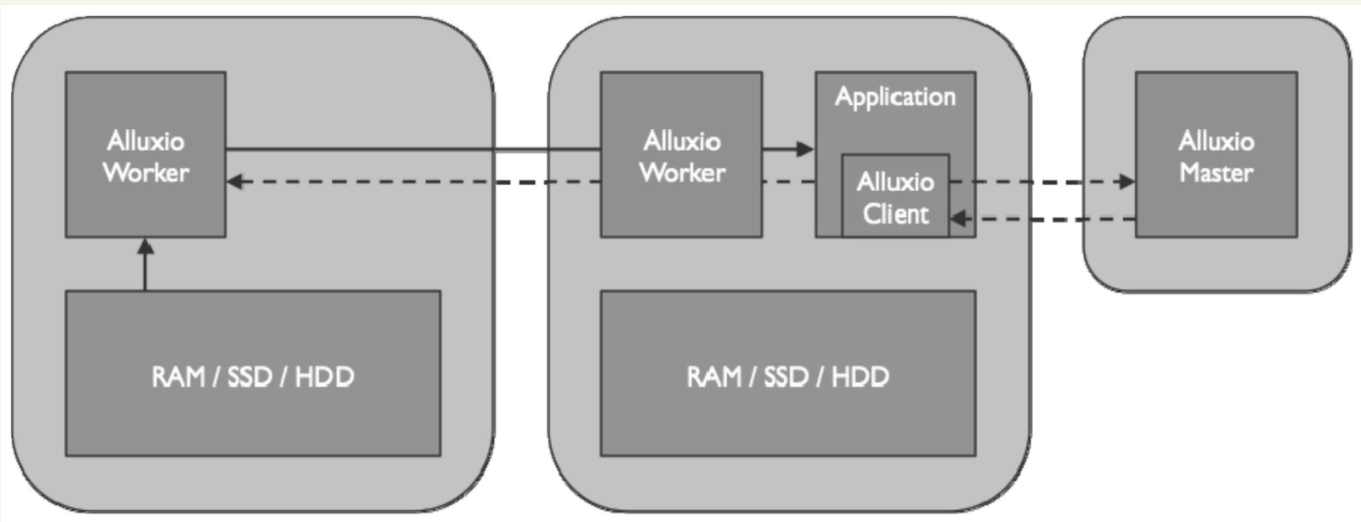 Alluxio
Worker
Alluxio
Worker
Application
Alluxio
Client
Alluxio
Master
RAM / SSD / HDD
RAM / SSD / HDD